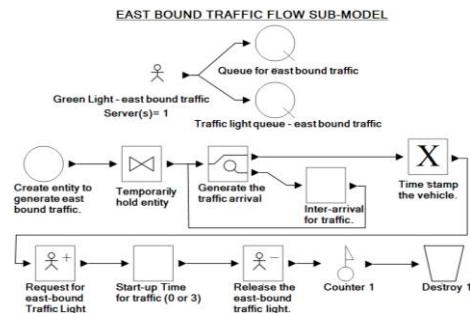 EAST BOUND TRAFFIC FLOW SUB-MODEL
Queue for east bound traffic
Green Light - east bound traffic
Server(s)= 1
Traffic light queue - east bound traffic
Create entity to
generate east
bound traffic.
Temporarily
hold entity
Generate the
traffic arrival
Inter-arrival
for traffic.
X
Time stamp
the vehicle.
Request for
east-bound
Traffic Light
Start-up Time
for traffic (0 or 3)
Release the
east-bound
traffic light.
Counter 1
Destroy 1